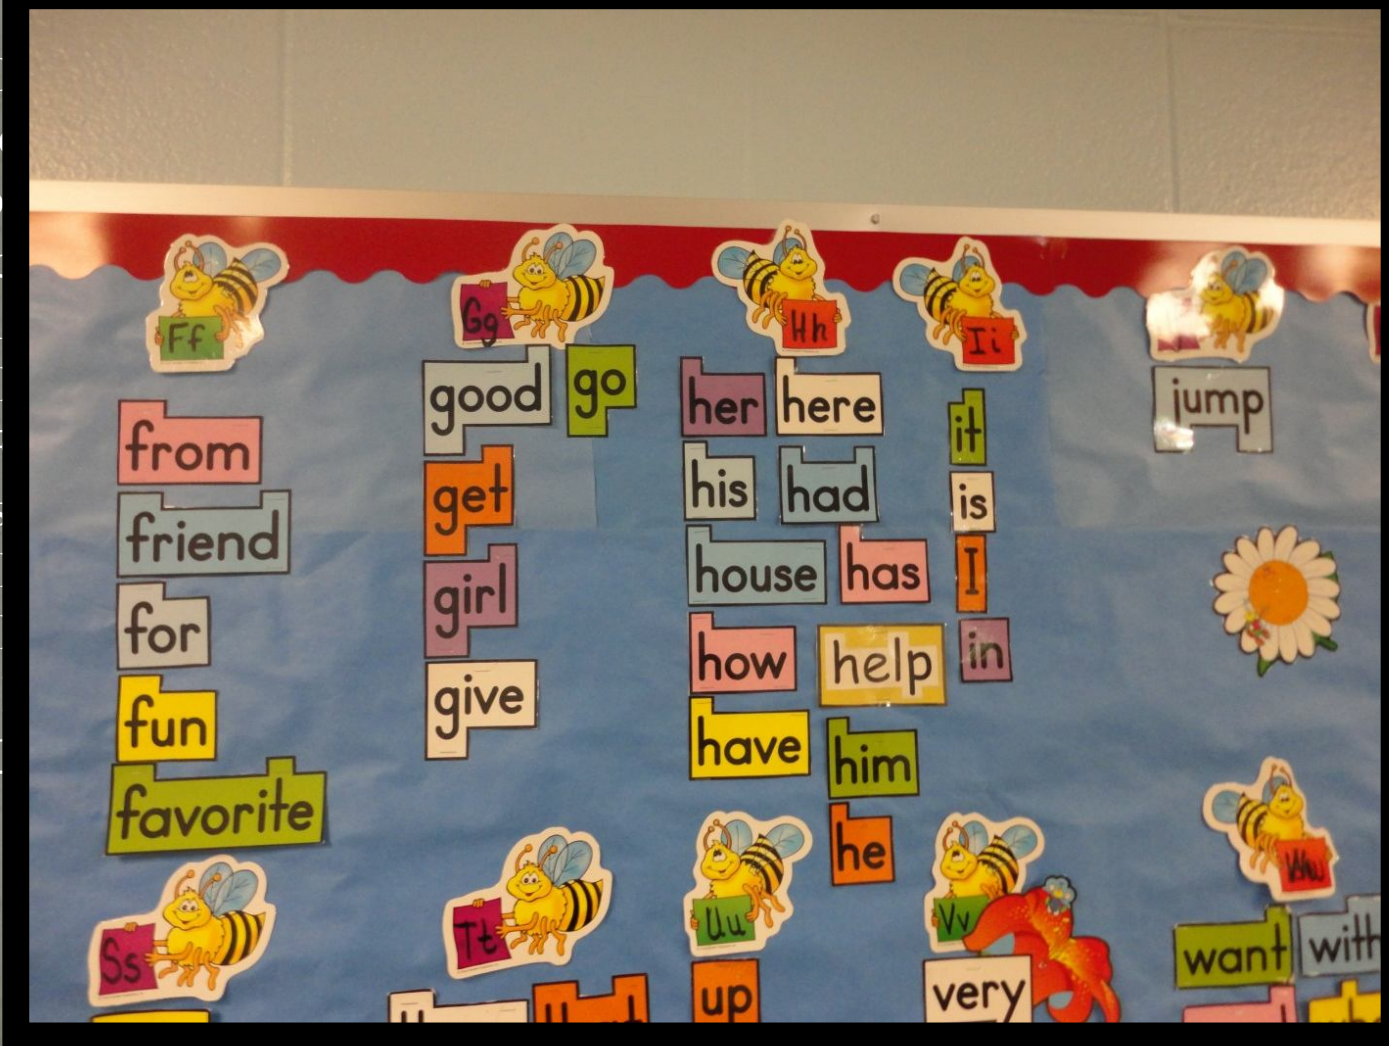 Ff
from
friend
for
fun
favorite
Gg
good go
get
girl
give
Hh
her here
his had
house has
how help
have him
he
Ii
it
is
I
in
jump
Ss
Tt
Uu
up
Vv
very
Ww
want with